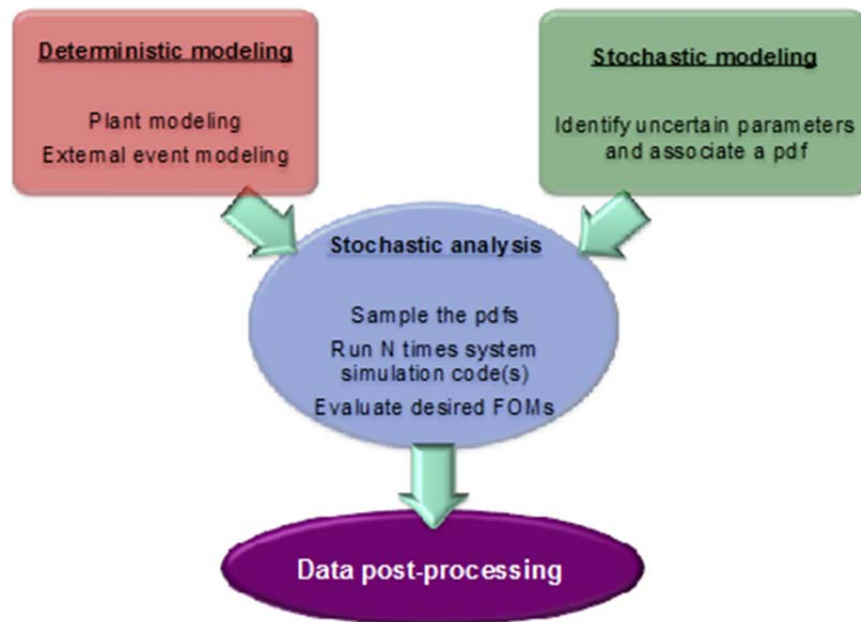 Deterministic modeling
Plant modeling
External event modeling
Stochastic modeling
Identify uncertain parameters
and associate a pdf
Stochastic analysis
Sample the pdfs
Run N times system
simulation code(s)
Evaluate desired FOMs
Data post-processing